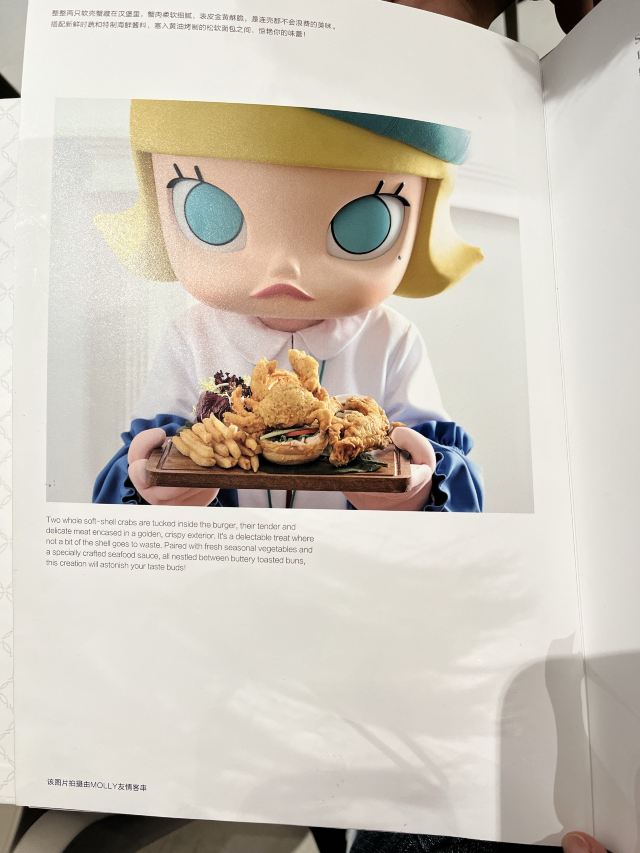 整整两只软壳蟹藏在汉堡里，蟹肉柔软细腻，表皮金黄酥脆，是连壳都不会浪费的美味。
搭配新鲜时蔬和特制海鲜酱料，塞入黄油烤制的松软面包之间，惊艳你的味蕾！
Two whole soft-shell crabs are tucked inside the burger, their tender and
delicate meat encased in a golden, crispy exterior. It's a delectable treat where
not a bit of the shell goes to waste. Paired with fresh seasonal vegetables and
a specially crafted seafood sauce, all nestled between buttery toasted buns,
this creation will astonish your taste buds!
该图片拍摄由MOLLY友情客串